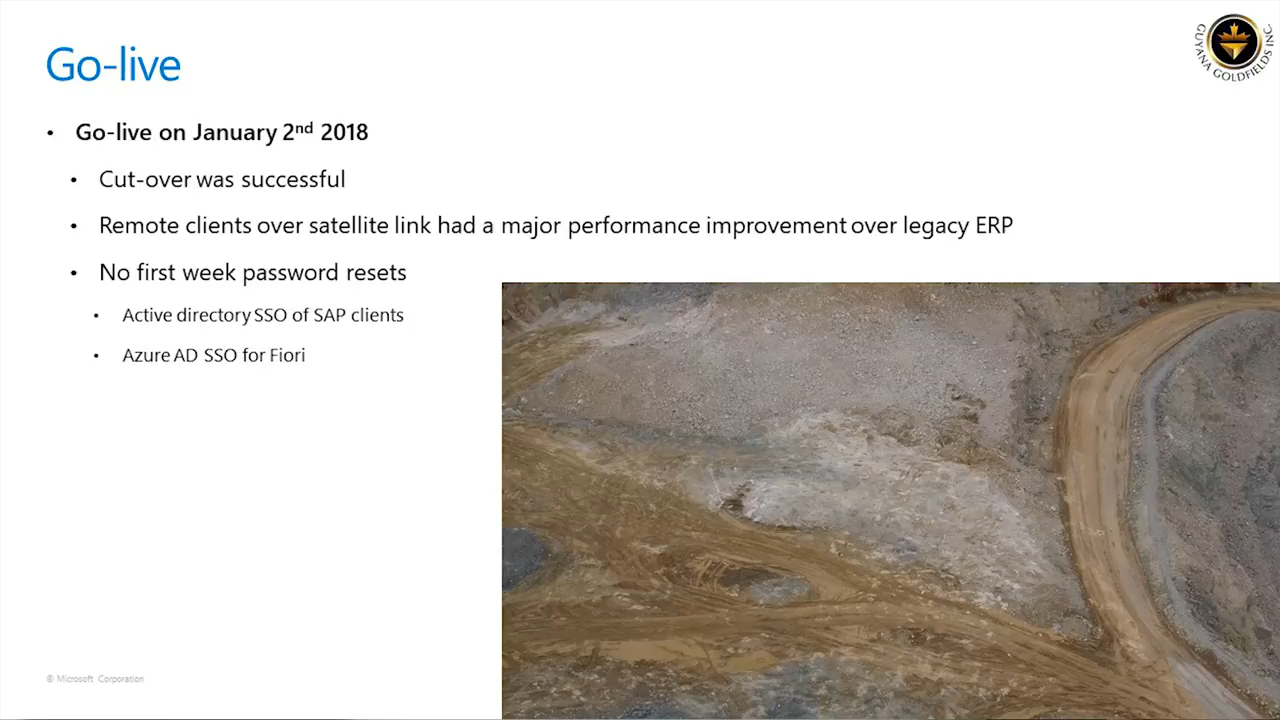 GUYANA GOLDFIELDS INC.
Go-live
• Go-live on January 2nd 2018
• Cut-over was successful
• Remote clients over satellite link had a major performance improvement over legacy ERP
• No first week password resets
• Active directory SSO of SAP clients
• Azure AD SSO for Fiori
© Microsoft Corporation